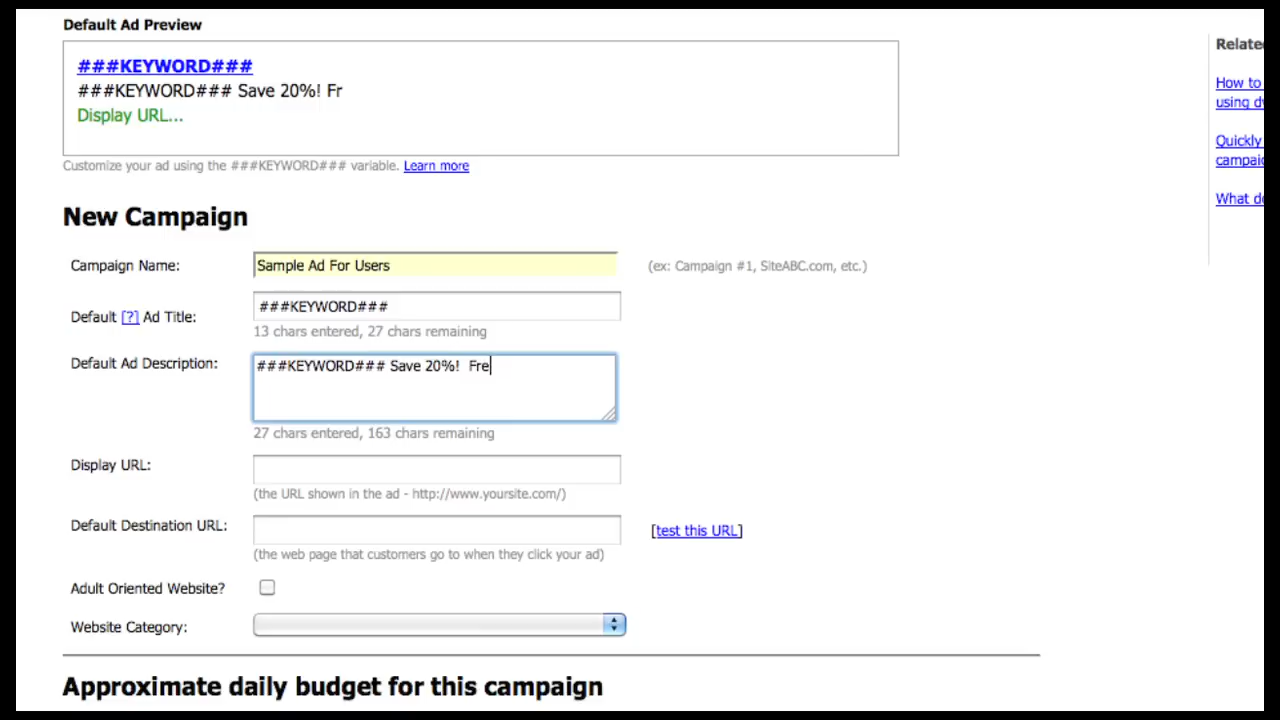 Default Ad Preview
###KEYWORD###
###KEYWORD### Save 20%! Fr
Display URL...
Customize your ad using the ###KEYWORD### variable. Learn more
Related
How to
using
Quickly
What
New Campaign
Campaign Name: Sample Ad For Users (ex: Campaign #1, SiteABC.com, etc.)
Default [?] Ad Title: ###KEYWORD###
13 chars entered, 27 chars remaining
Default Ad Description: ###KEYWORD### Save 20%!  Fre
27 chars entered, 163 chars remaining
Display URL:
(the URL shown in the ad - http://www.yoursite.com/)
Default Destination URL: [test this URL]
(the web page that customers go to when they click your ad)
Adult Oriented Website?
Website Category:
Approximate daily budget for this campaign